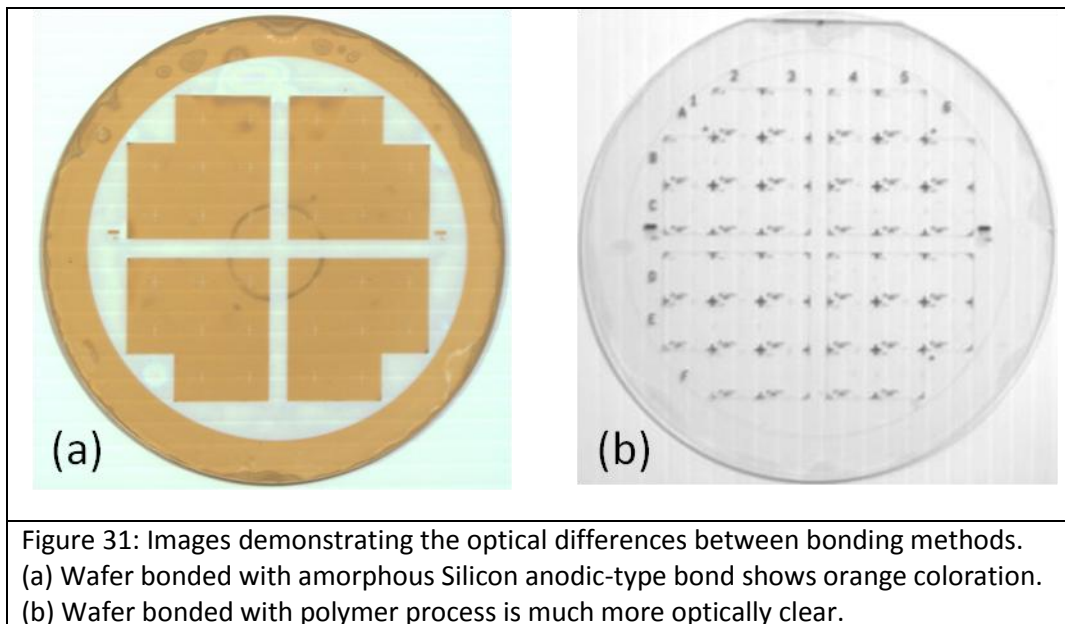 (a)
2 3 4 5
1 6
A
B
C
D
E
F
(b)
Figure 31: Images demonstrating the optical differences between bonding methods.
(a) Wafer bonded with amorphous Silicon anodic-type bond shows orange coloration.
(b) Wafer bonded with polymer process is much more optically clear.